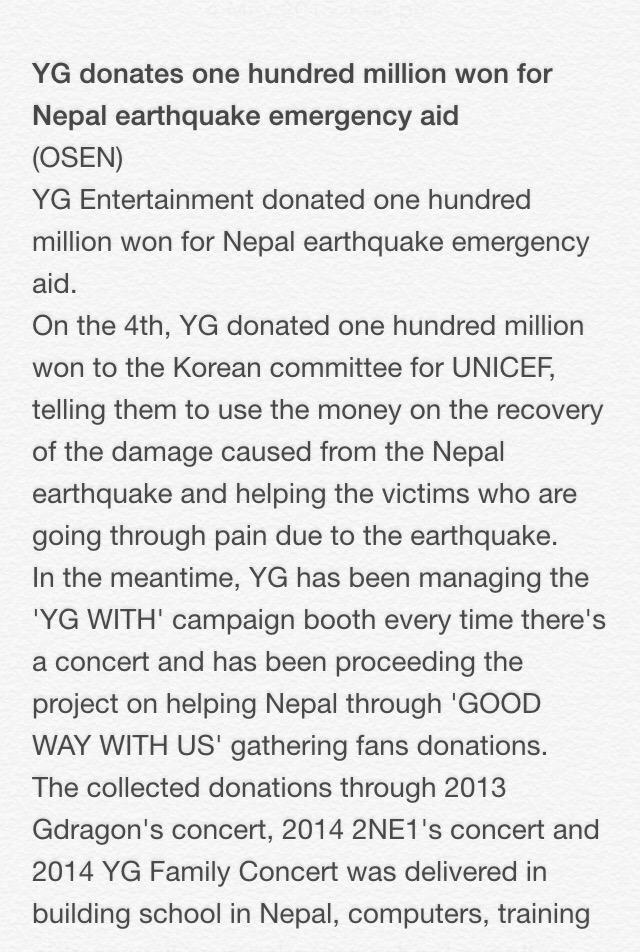 YG donates one hundred million won for
Nepal earthquake emergency aid
(OSEN)
YG Entertainment donated one hundred
million won for Nepal earthquake emergency
aid.
On the 4th, YG donated one hundred million
won to the Korean committee for UNICEF,
telling them to use the money on the recovery
of the damage caused from the Nepal
earthquake and helping the victims who are
going through pain due to the earthquake.
In the meantime, YG has been managing the
'YG WITH' campaign booth every time there's
a concert and has been proceeding the
project on helping Nepal through 'GOOD
WAY WITH US' gathering fans donations.
The collected donations through 2013
Gdragon's concert, 2014 2NE1's concert and
2014 YG Family Concert was delivered in
building school in Nepal, computers, training